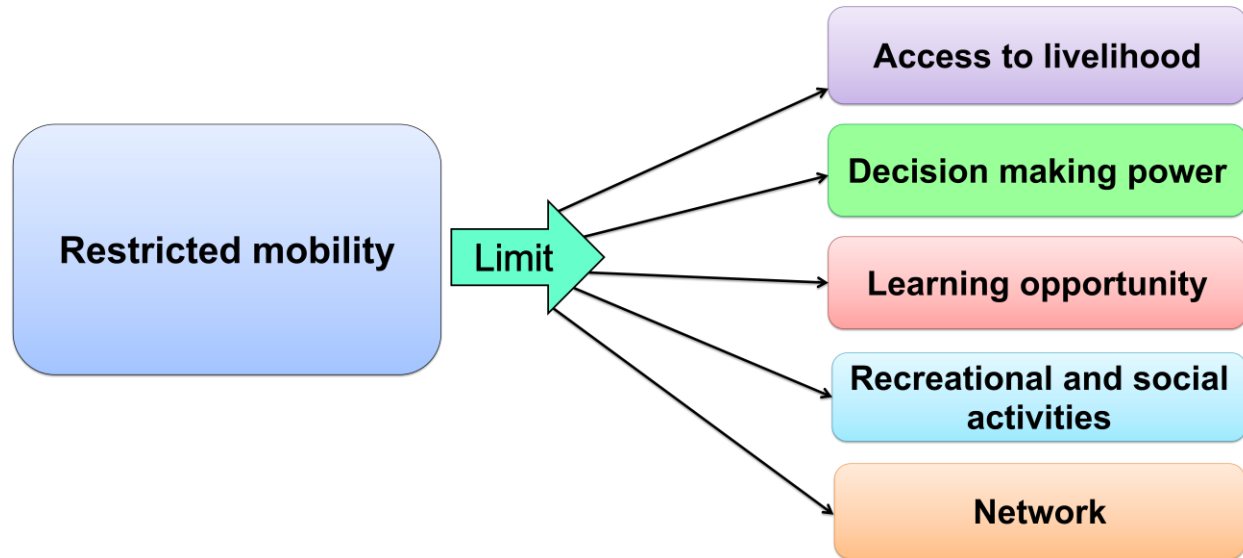 Restricted mobility
Limit
Access to livelihood
Decision making power
Learning opportunity
Recreational and social
activities
Network